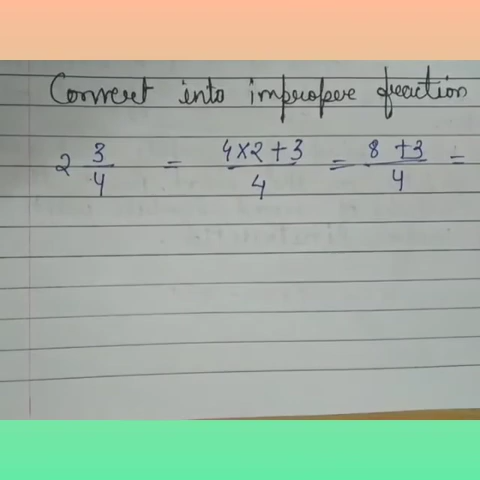 Convert into improper fraction
2 3/4 = 4×2+3/4 = 8+3/4 =